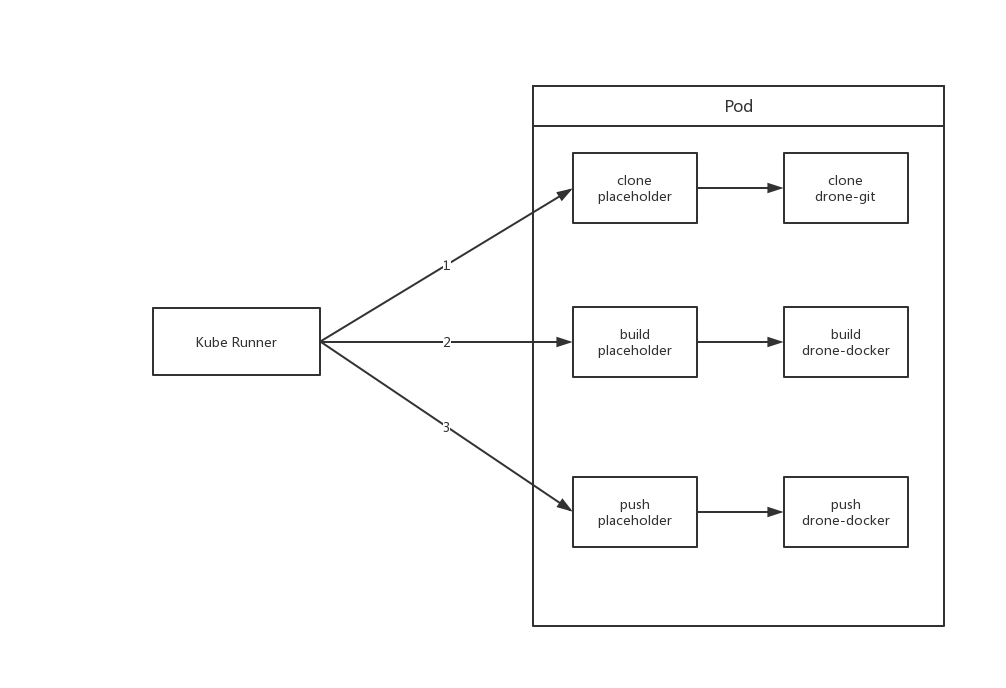 Pod
clone
placeholder
clone
drone-git
1
Kube Runner
2
build
placeholder
build
drone-docker
3
push
placeholder
push
drone-docker